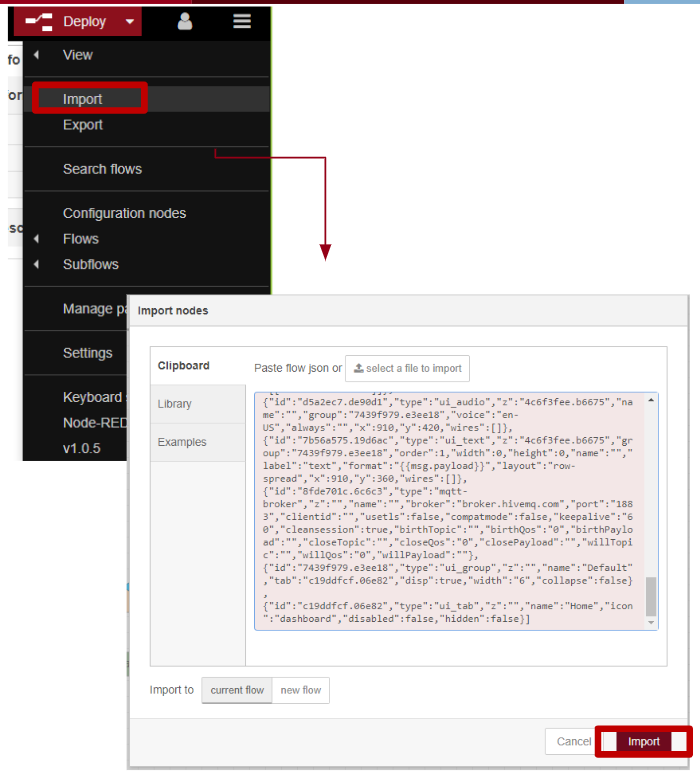 Deploy
fo
View
or
Import
Export
Search flows
Configuration nodes
Flows
Subflows
Manage pa
Settings
Keyboard
Node-RED
v1.0.5
Import nodes
Clipboard
Library
Examples
Paste flow json or
select a file to import
{"id":"d5a2ec7.de90d1","type":"ui_audio","z":"4c6f3fee.b6675","na
me":"","group":"7439f979.e3ee18","voice":"en-
US","always":"","x":910,"y":420,"wires":[]},
{"id":"7b56a575.19d6ac","type":"ui_text","z":"4c6f3fee.b6675","gr
oup":"7439f979.e3ee18","order":1,"width":0,"height":0,"name":"","
label":"text","format":"{{msg.payload}}","layout":"row-
spread","x":910,"y":360,"wires":[]},
{"id":"8fde701c.6c6c3","type":"mqtt-
broker","z":"","name":"","broker":"broker.hivemq.com","port":"188
3","clientid":"","usetls":false,"compatmode":false,"keepalive":"6
0","cleansession":true,"birthTopic":"","birthQos":"0","birthPaylo
ad":"","closeTopic":"","closeQos":"0","closePayload":"","willTopi
c":"","willQos":"0","willPayload":""},
{"id":"7439f979.e3ee18","type":"ui_group","z":"","name":"Default"
,"tab":"c19ddfcf.06e82","disp":true,"width":"6","collapse":false}
,
{"id":"c19ddfcf.06e82","type":"ui_tab","z":"","name":"Home","icon
":"dashboard","disabled":false,"hidden":false}]
Import to
current flow
new flow
Cancel
Import